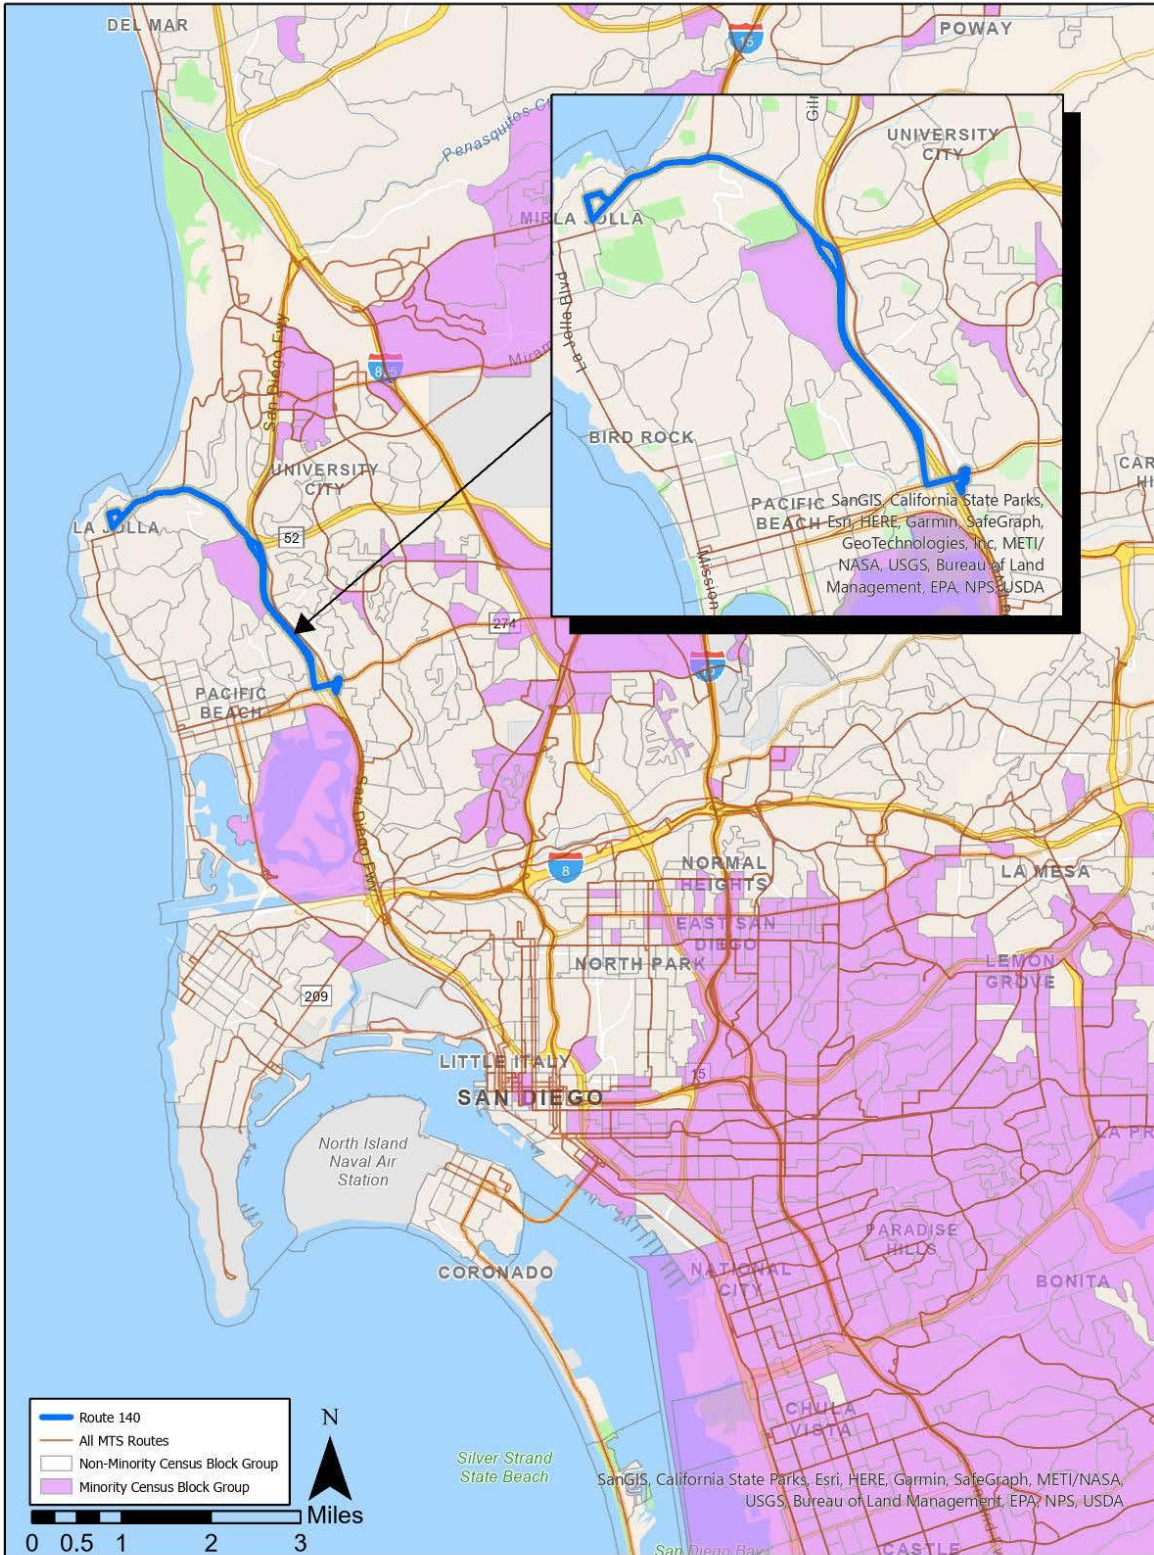 DEL MAR
15
POWAY
Penasquitos
UNIVERSITY
CITY
LA JOLLA
La Jolla Blvd
BIRD ROCK
PACIFIC
BEACH
Mission
SanGIS, California State Parks,
Esri, HERE, Garmin, SafeGraph,
GeoTechnologies, Inc, METI/
NASA, USGS, Bureau of Land
Management, EPA, NPS, USDA
San Diego Fwy
UNIVERSITY
CITY
LA JOLLA
52
274
PACIFIC
BEACH
San Diego Fwy
8
NORMAL
HEIGHTS
LA MESA
EAST SAN
DIEGO
NORTH PARK
LEMON
GROVE
209
LITTLE ITALY
15
SAN DIEGO
North Island
Naval Air
Station
PARADISE
HILLS
CORONADO
NATIONAL
CITY
BONITA
CHULA
VISTA
Route 140
All MTS Routes
Non-Minority Census Block Group
Minority Census Block Group
N
Miles
0 0.5 1 2 3
Silver Strand
State Beach
SanGIS, California State Parks, Esri, HERE, Garmin, SafeGraph, METI/NASA,
USGS, Bureau of Land Management, EPA, NPS, USDA
San Diego Bay
CASTLE